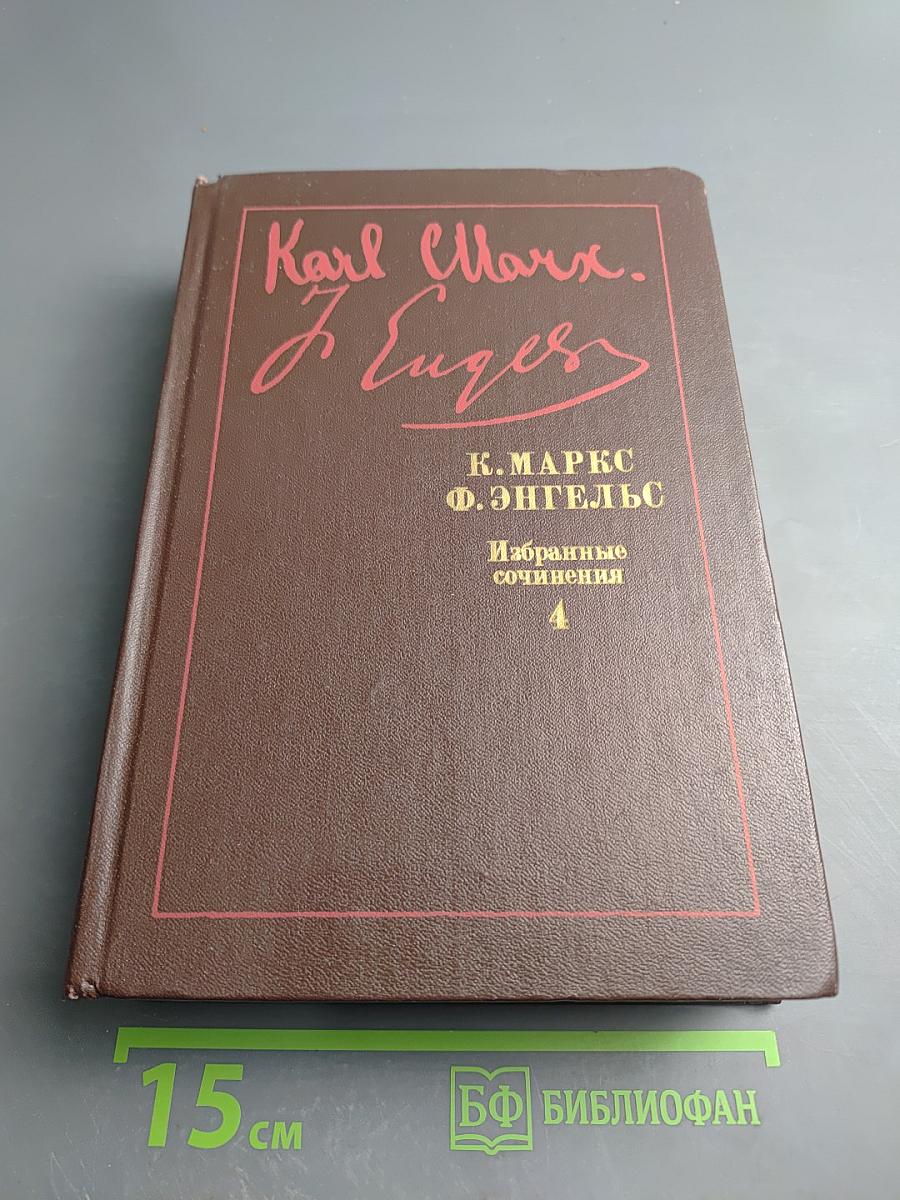 Karl Marx.
F Engels
К. МАРКС
Ф. ЭНГЕЛЬС
Избранные
сочинения
4
15 см
БФ БИБЛИОФАН